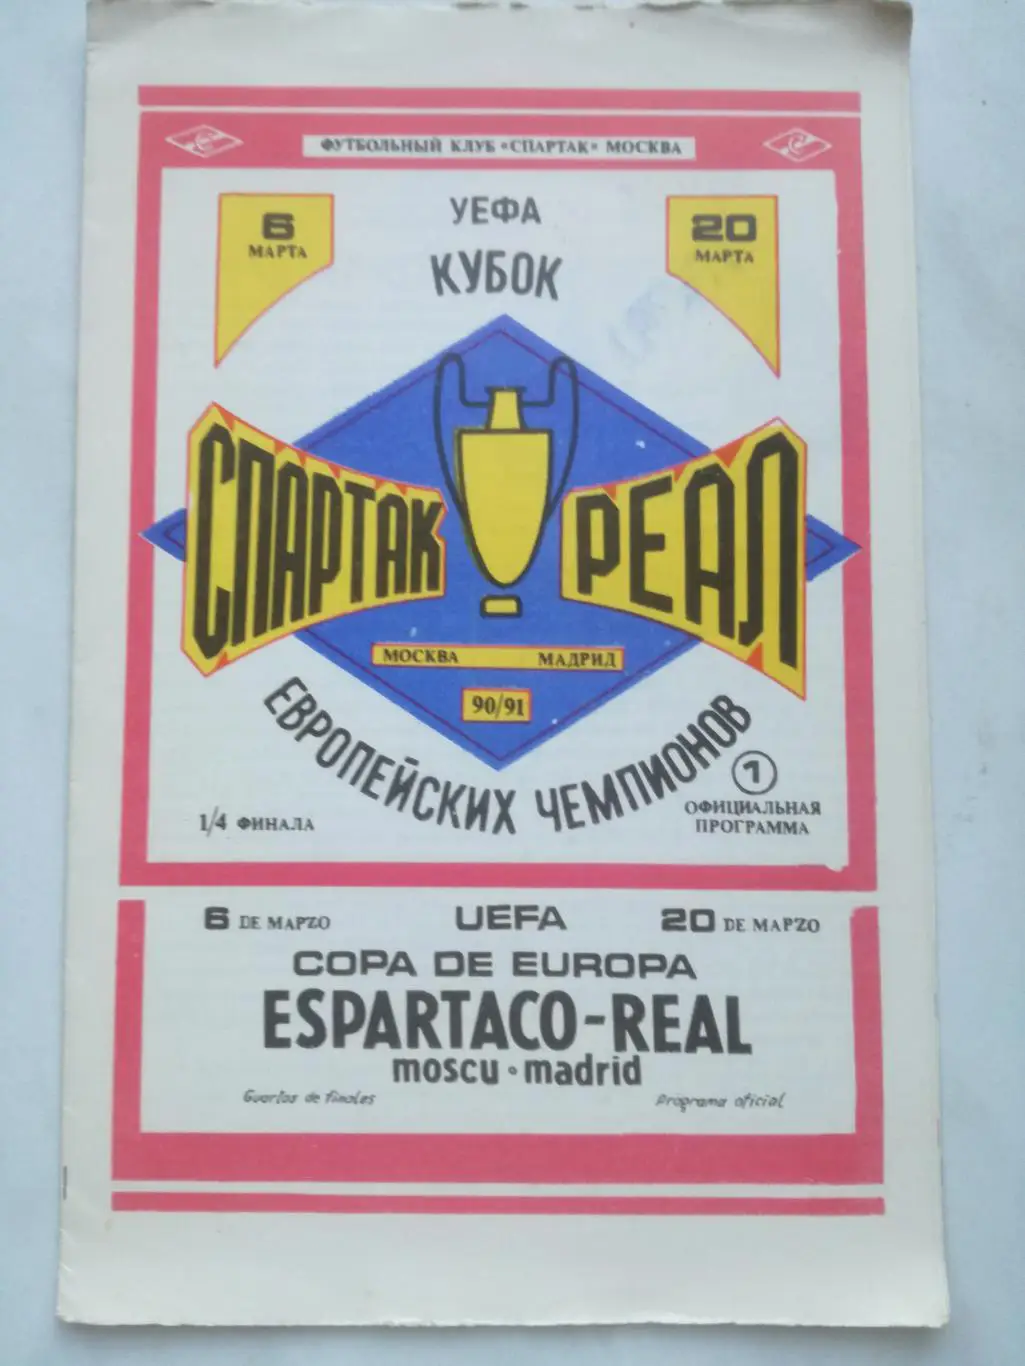 ФУТБОЛЬНЫЙ КЛУБ «СПАРТАК» МОСКВА
6
МАРТА
УЕФА
КУБОК
20
МАРТА
СПАРТАК
РЕАЛ
МОСКВА МАДРИД
90/91
ЕВРОПЕЙСКИХ ЧЕМПИОНОВ
1/4 ФИНАЛА
1
ОФИЦИАЛЬНАЯ
ПРОГРАММА
6 DE MAPZO UEFA 20 DE MAPZO
COPA DE EUROPA
ESPARTACO-REAL
moscu • madrid
Guartos de finales Programa oficial